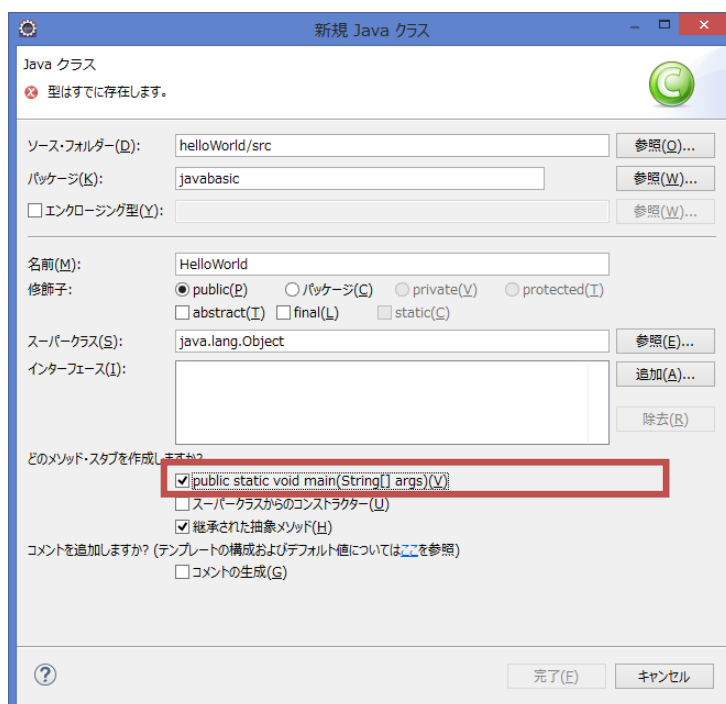 新規 Java クラス
Java クラス
型はすでに存在します。
ソース・フォルダー(D): helloWorld/src 参照(O)...
パッケージ(K): javabasic 参照(W)...
エンクロージング型(Y): 参照(W)...
名前(M): HelloWorld
修飾子: public(P) パッケージ(C) private(V) protected(T)
abstract(T) final(L) static(C)
スーパークラス(S): java.lang.Object 参照(E)...
インターフェース(I): 追加(A)...
除去(R)
どのメソッド・スタブを作成しますか?
public static void main(String[] args)(V)
スーパークラスからのコンストラクター(U)
継承された抽象メソッド(H)
コメントを追加しますか? (テンプレートの構成およびデフォルト値についてはここを参照)
コメントの生成(G)
? 完了(F) キャンセル